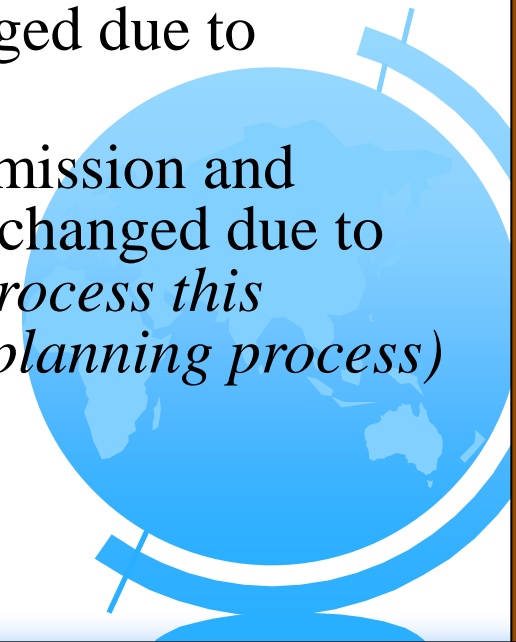 ged due to
mission and
changed due to
rocess this
planning process)